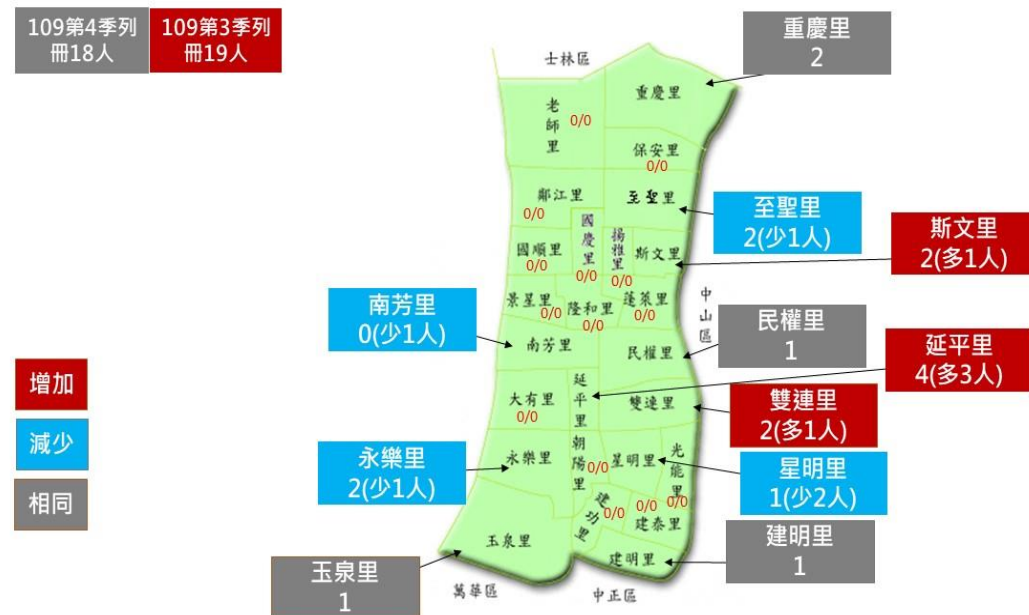 109第4季列
冊18人
109第3季列
冊19人
重慶里
2
士林區
重慶里
老師里
0/0
保安里
0/0
鄰江里
0/0
至聖里
至聖里
2(少1人)
斯文里
2(多1人)
國慶里
0/0
揚雅里
0/0
斯文里
國順里
0/0
中山區
南芳里
0(少1人)
景星里
0/0
隆和里
0/0
蓬萊里
0/0
民權里
1
南芳里
民權里
延平里
4(多3人)
增加
大有里
0/0
延平里
雙連里
雙連里
2(多1人)
減少
永樂里
2(少1人)
永樂里
朝陽里
0/0
星明里
光能里
0/0
星明里
1(少2人)
相同
建功里
0/0
0/0
建泰里
玉泉里
建明里
建明里
1
玉泉里
1
萬華區
中正區